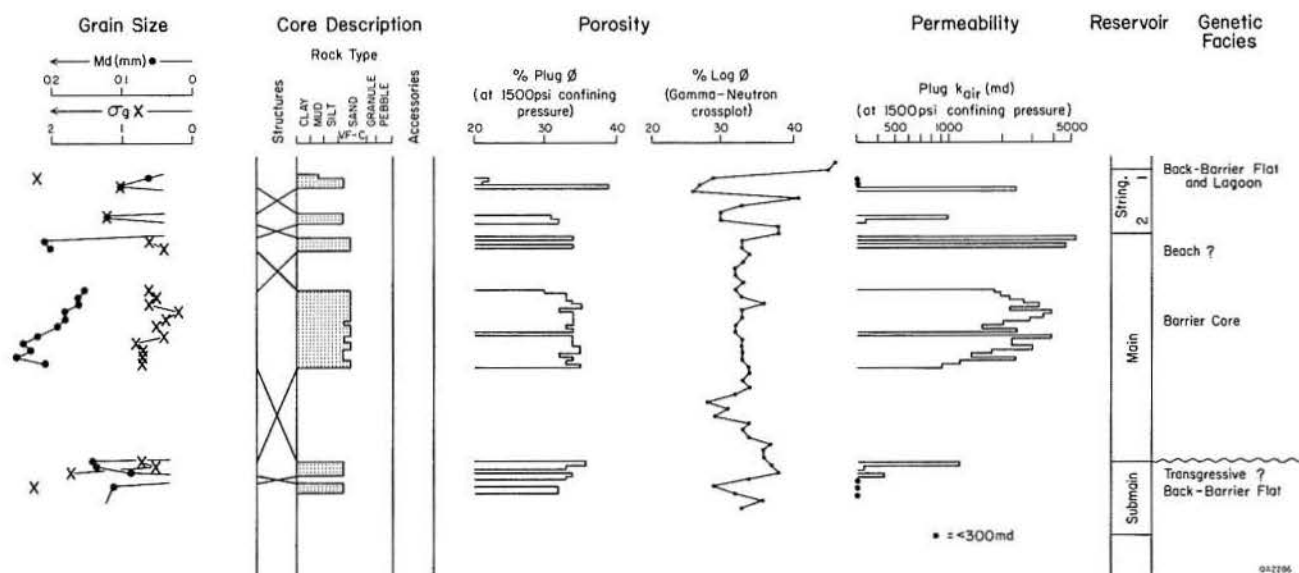 Grain Size
Core Description
Porosity
Permeability
Reservoir
Genetic
Facies
Md (mm)
0.2 0.1 0
σg X
0.2 0.1 0
Structures
Rock Type
CLAY
MUD
SILT
SAND
GRANULE
PEBBLE
VF-C
Accessories
% Plug Ø
(at 1500psi confining
pressure)
20 30 40
% Log Ø
(Gamma-Neutron
crossplot)
20 30 40
Plug kair (md)
(at 1500psi confining pressure)
500 1000 5000
String.
1
2
Main
Submain
Back-Barrier Flat
and Lagoon
Beach ?
Barrier Core
Transgressive ?
Back-Barrier Flat
• = <300md
QA2286